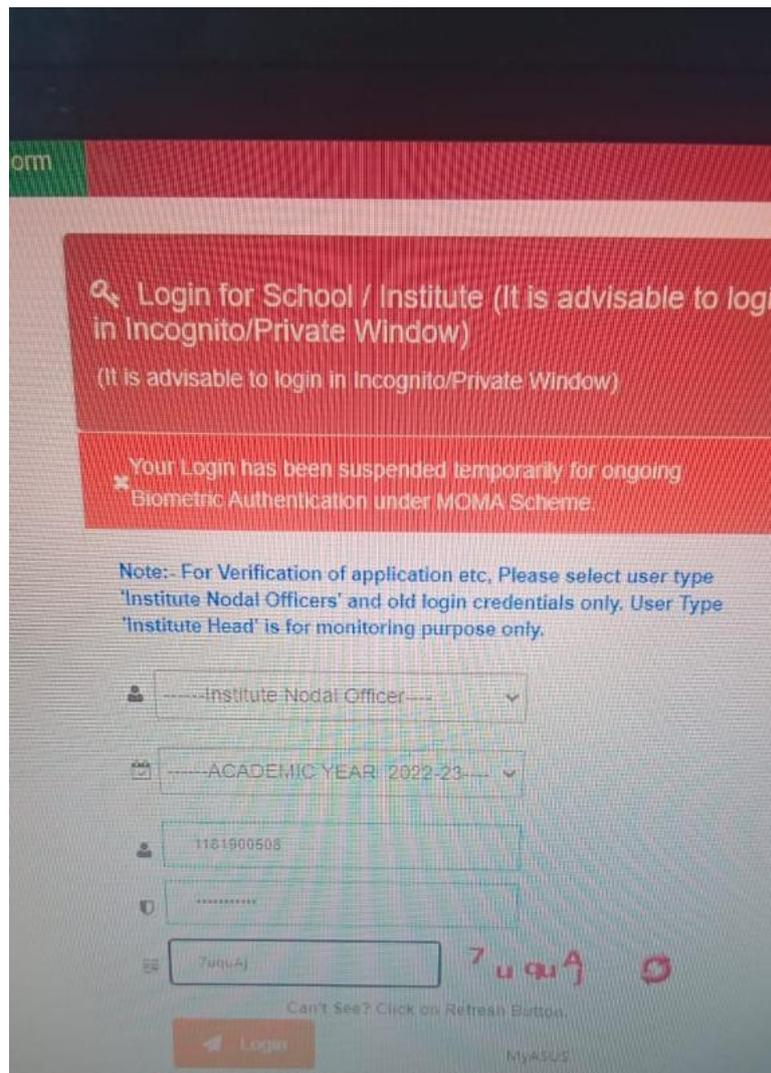 orm
Login for School / Institute (It is advisable to logi
in Incognito/Private Window)
(It is advisable to login in Incognito/Private Window)
Your Login has been suspended temporarily for ongoing
Biometric Authentication under MOMA Scheme.
Note:- For Verification of application etc, Please select user type
'Institute Nodal Officers' and old login credentials only. User Type
'Institute Head' is for monitoring purpose only.
------Institute Nodal Officer----
------ACADEMIC YEAR: 2022-23----
1181900508
•••••••••••
7uquAj
7uquAj
Can't See? Click on Refresh Button.
Login
MyASUS